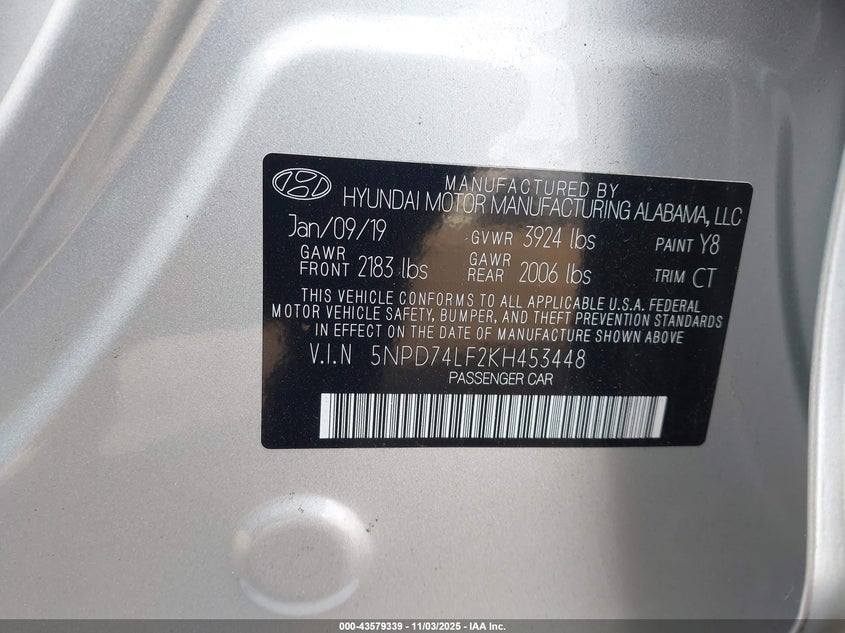 MANUFACTURED BY
HYUNDAI MOTOR MANUFACTURING ALABAMA, LLC
Jan/09/19 GVWR 3924 lbs PAINT Y8
GAWR FRONT 2183 lbs GAWR REAR 2006 lbs TRIM CT
THIS VEHICLE CONFORMS TO ALL APPLICABLE U.S.A. FEDERAL
MOTOR VEHICLE SAFETY, BUMPER, AND THEFT PREVENTION STANDARDS
IN EFFECT ON THE DATE OF MANUFACTURE SHOWN ABOVE.
V.I.N 5NPD74LF2KH453448
PASSENGER CAR
000-43579339 - 11/03/2025 - IAA Inc.